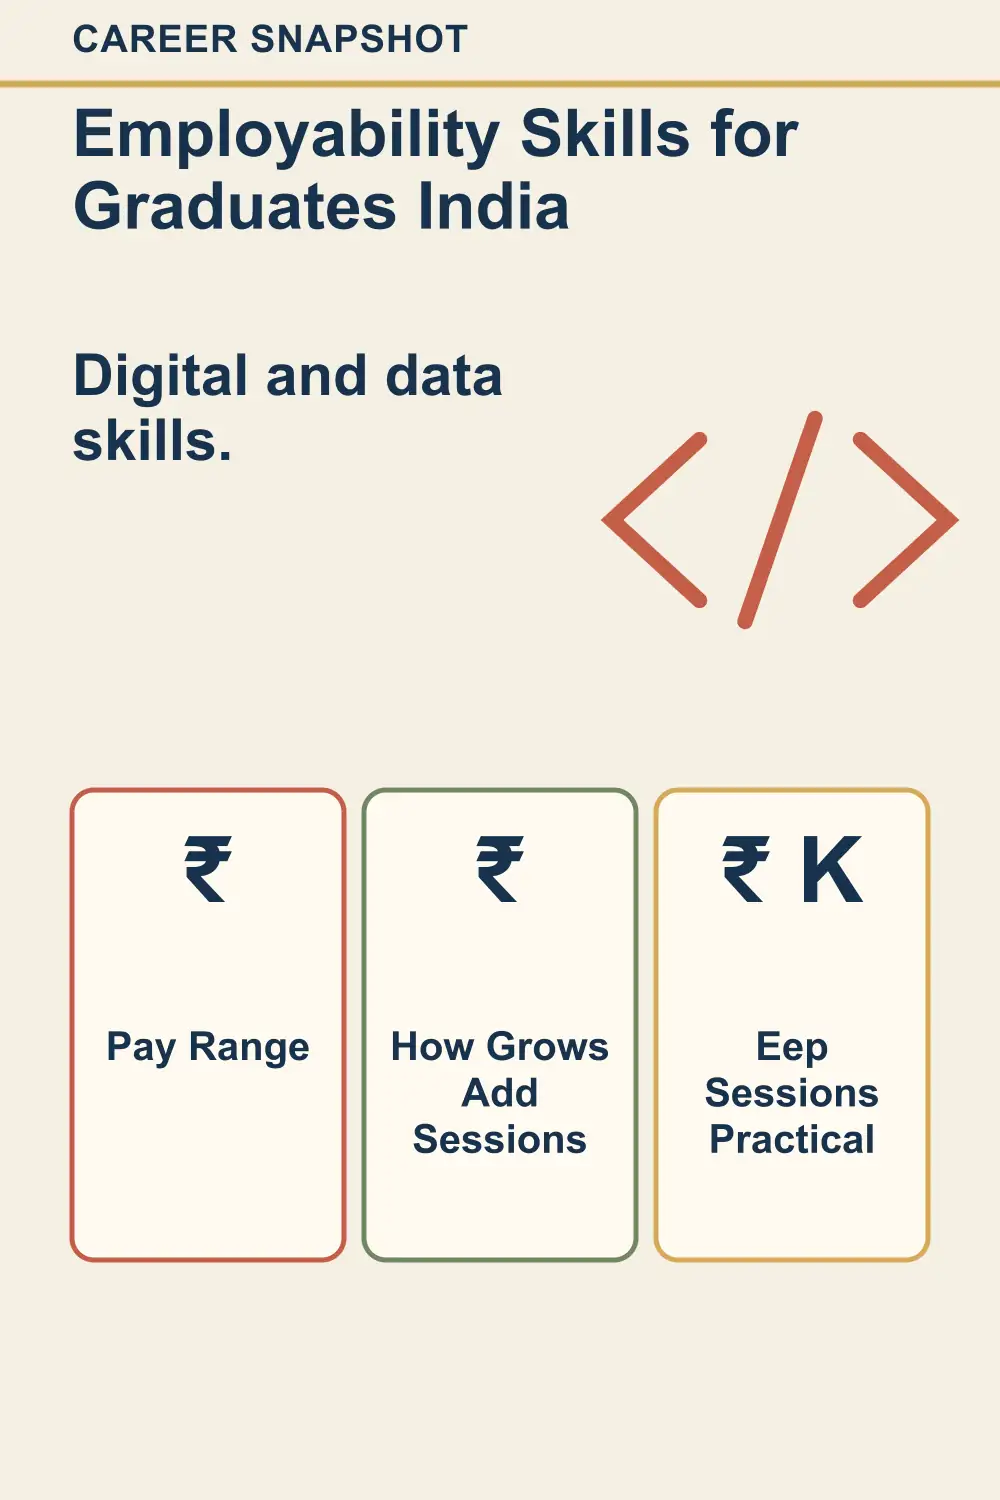 CAREER SNAPSHOT
Employability Skills for
Graduates India
Digital and data
skills.
₹
Pay Range
₹
How Grows
Add
Sessions
₹ K
Eep
Sessions
Practical